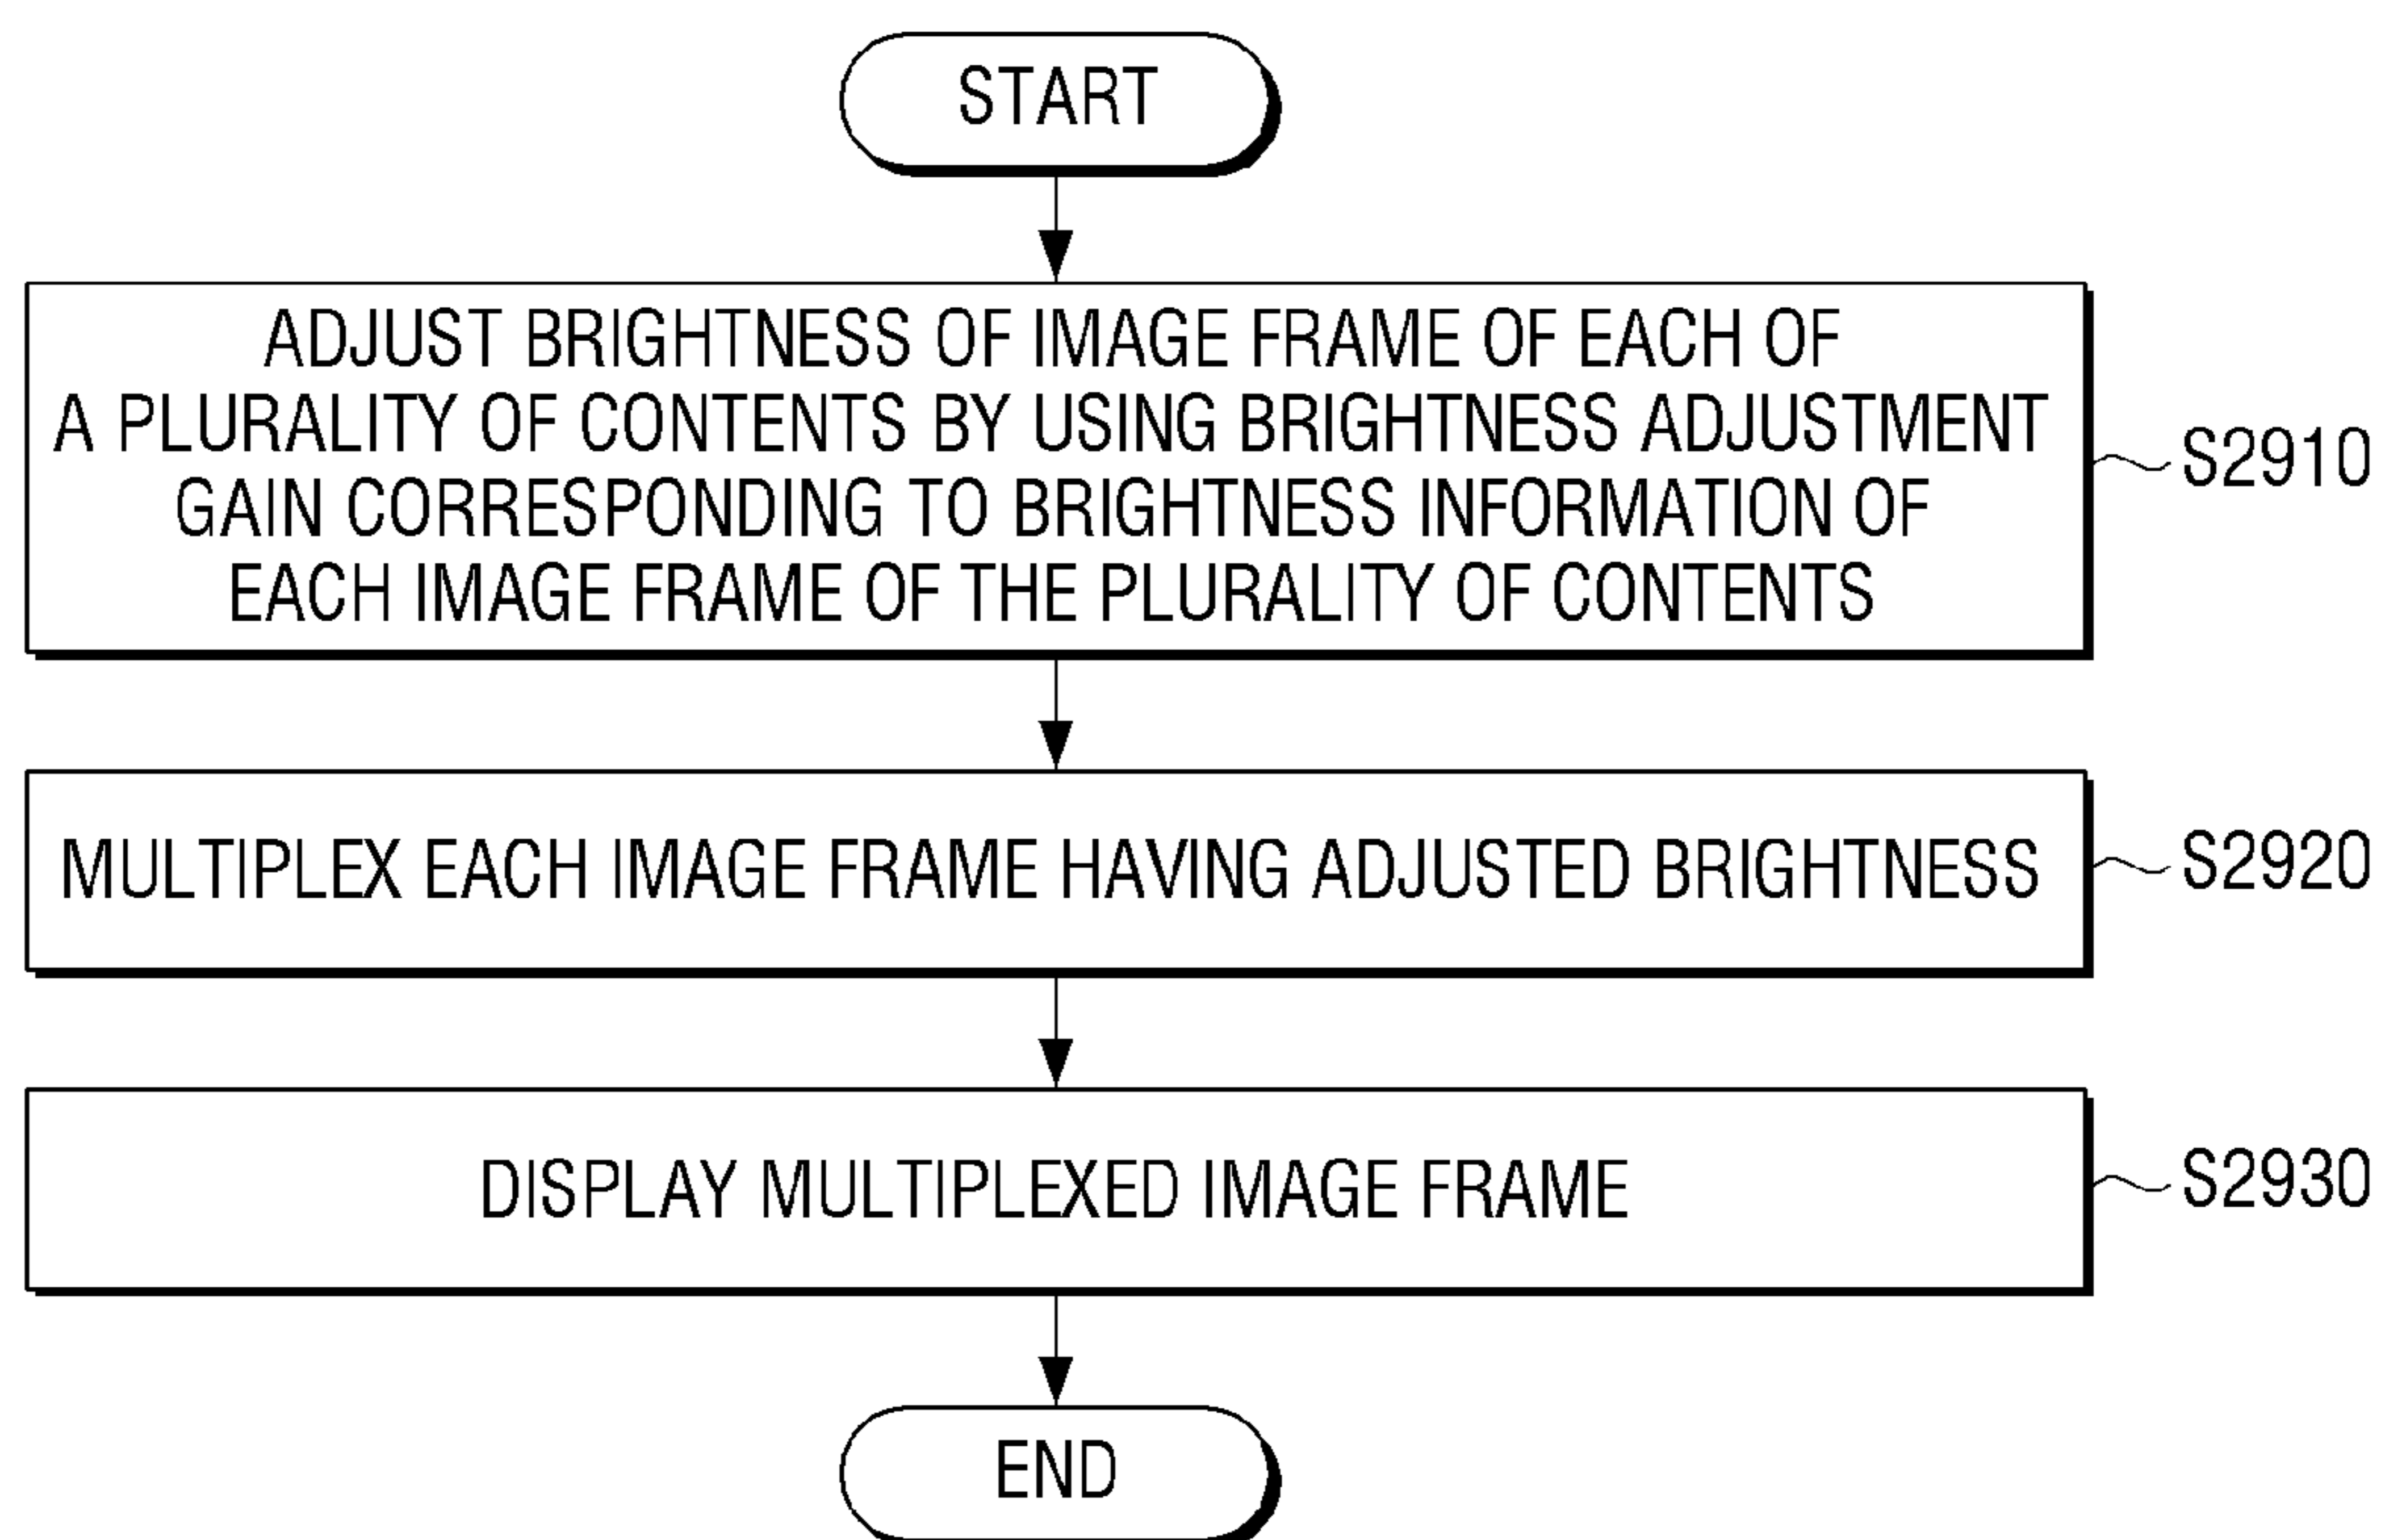 START
ADJUST BRIGHTNESS OF IMAGE FRAME OF EACH OF
A PLURALITY OF CONTENTS BY USING BRIGHTNESS ADJUSTMENT
GAIN CORRESPONDING TO BRIGHTNESS INFORMATION OF
EACH IMAGE FRAME OF THE PLURALITY OF CONTENTS
S2910
MULTIPLEX EACH IMAGE FRAME HAVING ADJUSTED BRIGHTNESS
S2920
DISPLAY MULTIPLEXED IMAGE FRAME
S2930
END